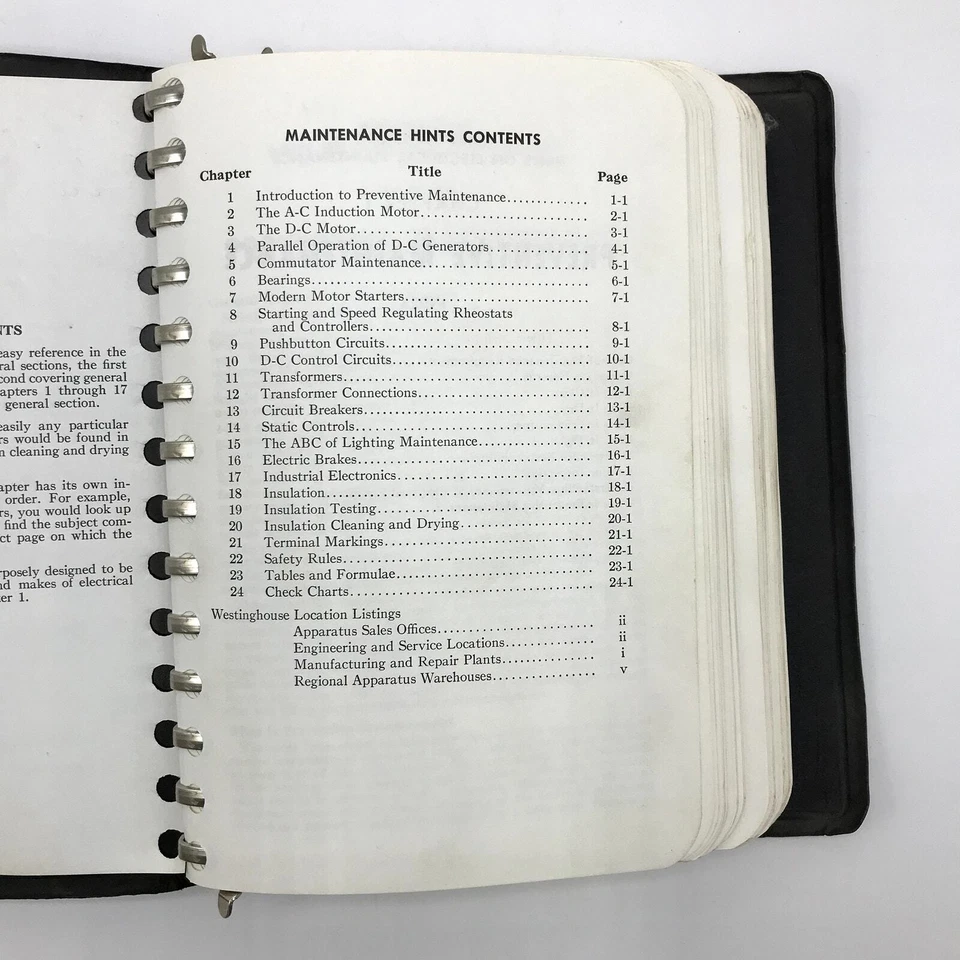 NTS
easy reference in the
ral sections, the first
cond covering general
apters 1 through 17
general section.
easily any particular
rs would be found in
n cleaning and drying
apter has its own in-
order. For example,
rs, you would look up
find the subject com-
ct page on which the
rposely designed to be
nd makes of electrical
ter 1.
MAINTENANCE HINTS CONTENTS
Chapter Title Page
1 Introduction to Preventive Maintenance............ 1-1
2 The A-C Induction Motor......................... 2-1
3 The D-C Motor................................... 3-1
4 Parallel Operation of D-C Generators............... 4-1
5 Commutator Maintenance......................... 5-1
6 Bearings......................................... 6-1
7 Modern Motor Starters........................... 7-1
8 Starting and Speed Regulating Rheostats
and Controllers................................. 8-1
9 Pushbutton Circuits.............................. 9-1
10 D-C Control Circuits............................. 10-1
11 Transformers.................................... 11-1
12 Transformer Connections......................... 12-1
13 Circuit Breakers................................. 13-1
14 Static Controls................................... 14-1
15 The ABC of Lighting Maintenance................. 15-1
16 Electric Brakes.................................. 16-1
17 Industrial Electronics............................ 17-1
18 Insulation....................................... 18-1
19 Insulation Testing................................ 19-1
20 Insulation Cleaning and Drying................... 20-1
21 Terminal Markings............................... 21-1
22 Safety Rules..................................... 22-1
23 Tables and Formulae............................. 23-1
24 Check Charts.................................... 24-1
Westinghouse Location Listings
Apparatus Sales Offices....................... ii
Engineering and Service Locations............. ii
Manufacturing and Repair Plants.............. i
Regional Apparatus Warehouses............... v